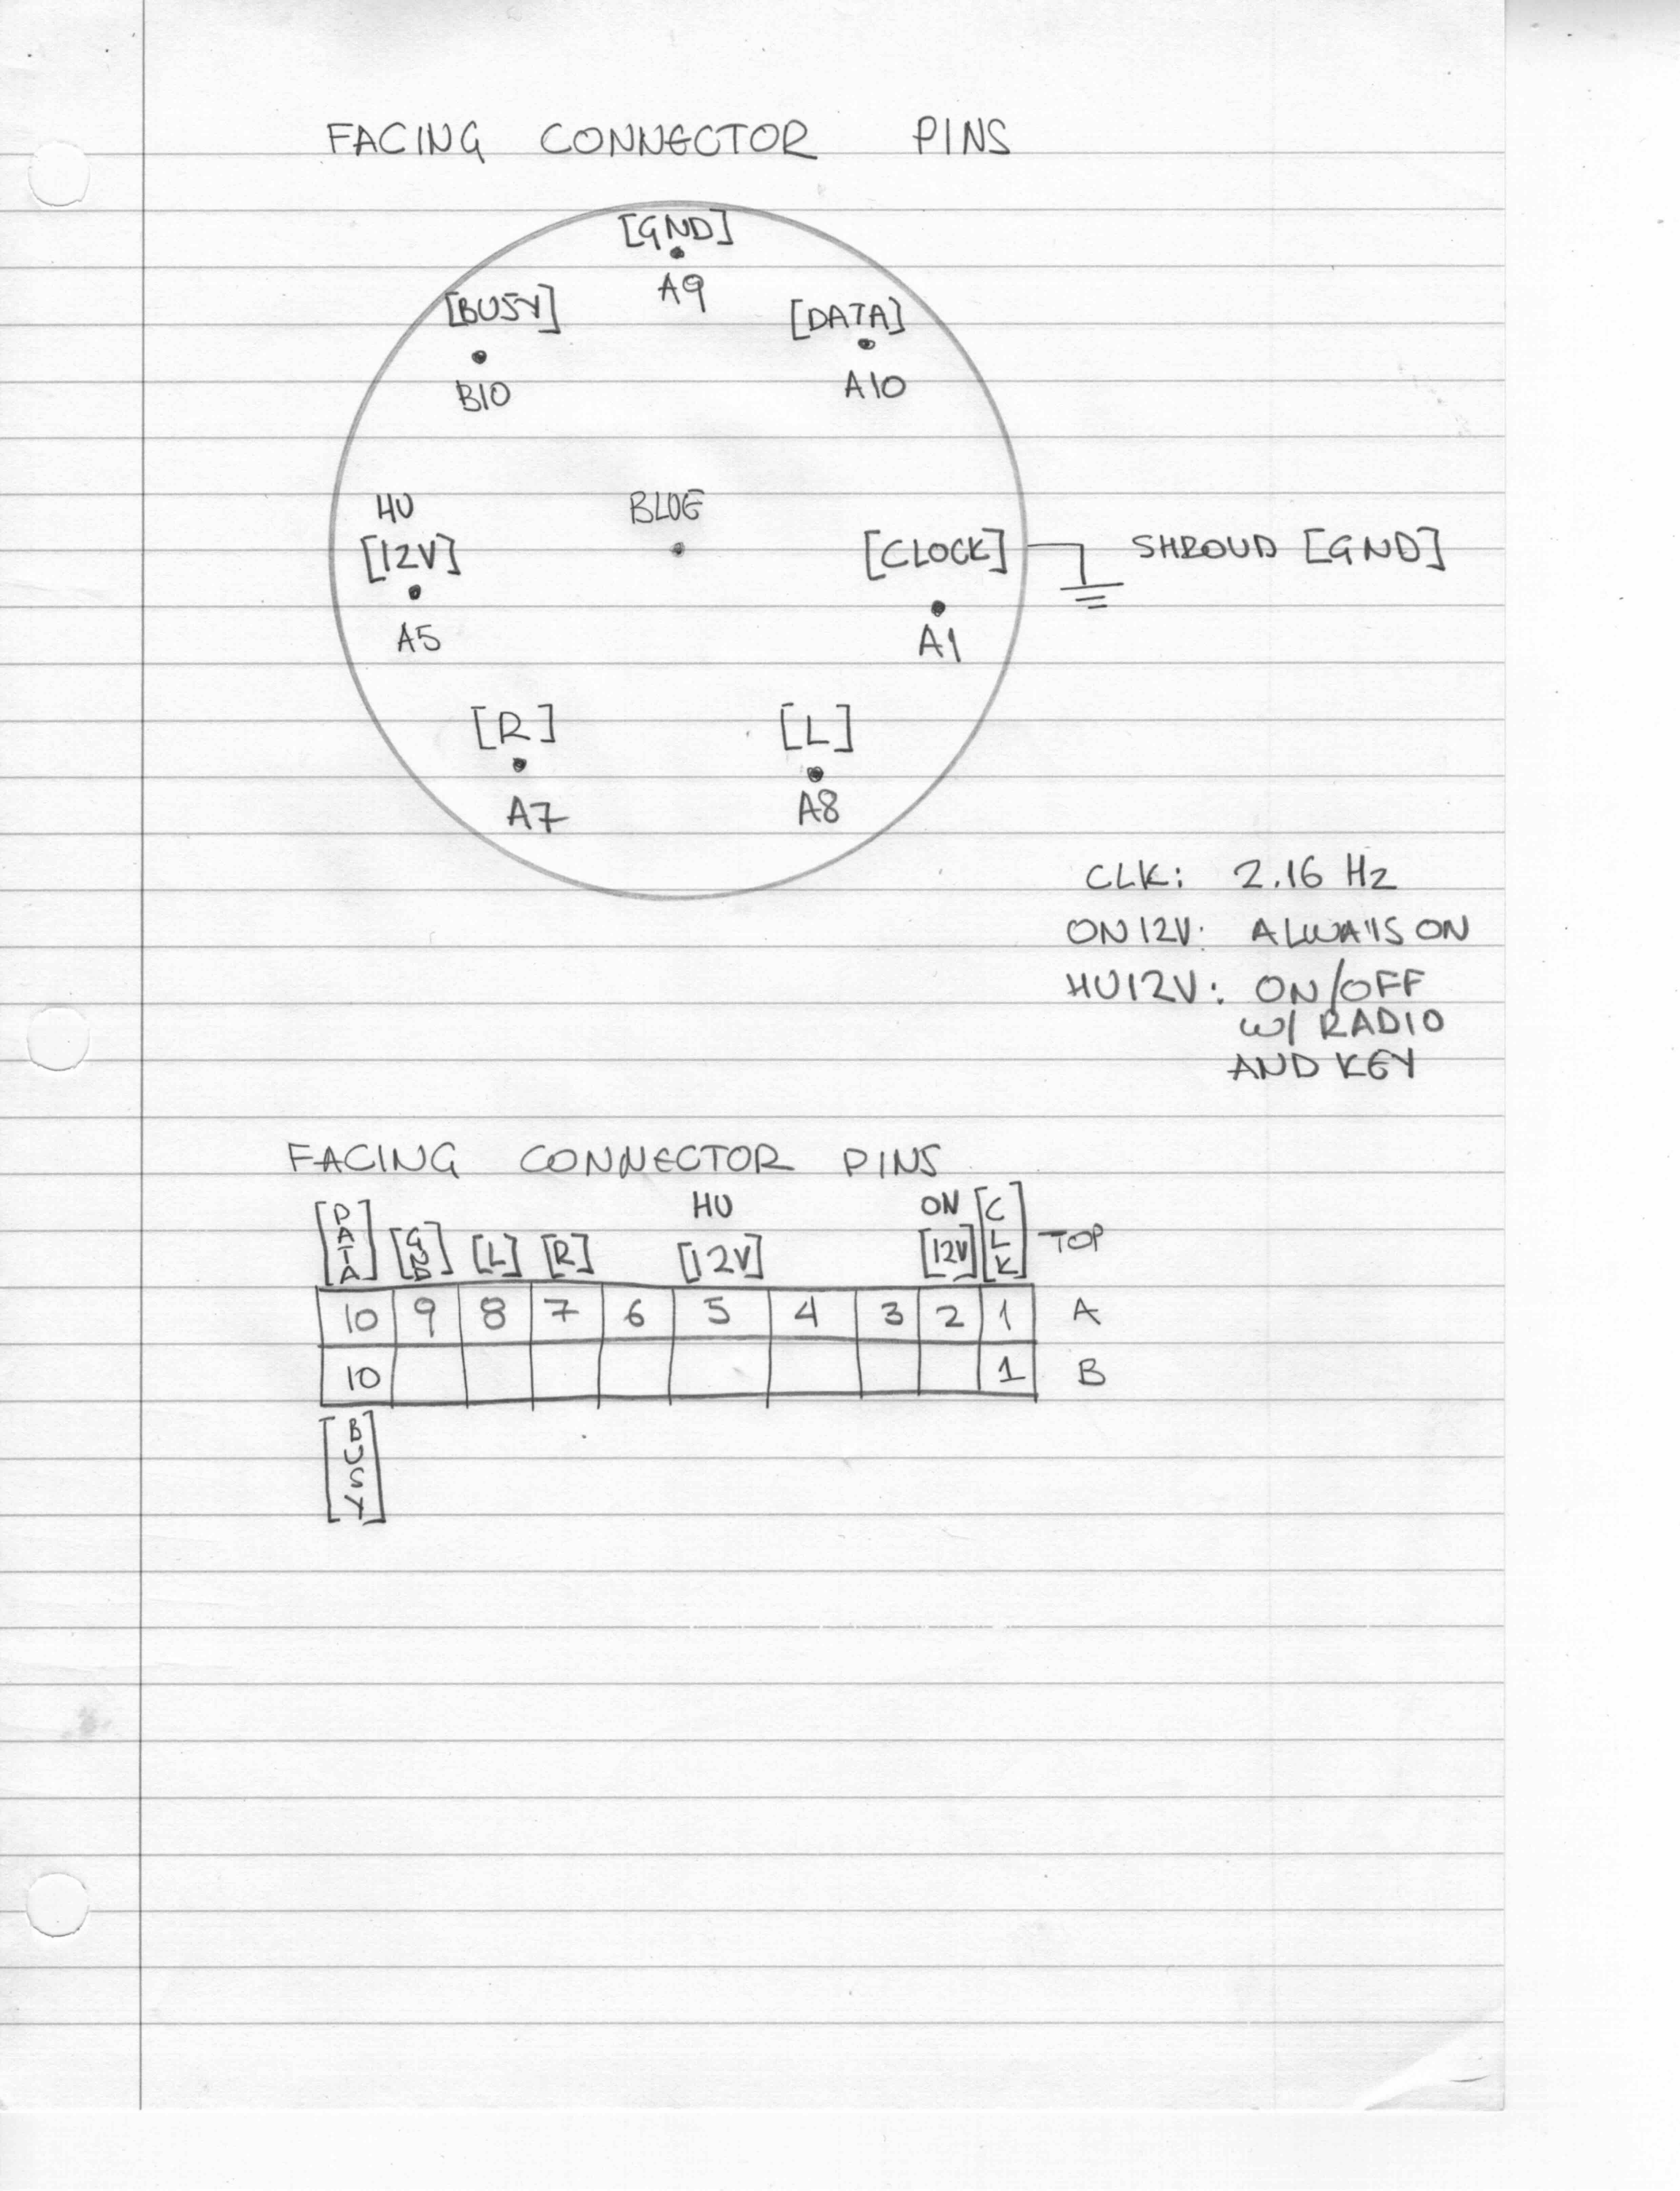 FACING CONNECTOR PINS
[GND]
A9
[BUSY]
B10
[DATA]
A10
HU
[12V]
A5
BLUE
[CLOCK]
A1
SHROUD [GND]
[R]
A7
[L]
A8
CLK: 2.16 Hz
ON12V: ALWAYS ON
HU12V: ON/OFF
W/ RADIO
AND KEY
FACING CONNECTOR PINS
[DATA] [GND] [L] [R] HU [12V] ON [12V] [CLK] TOP
10 9 8 7 6 5 4 3 2 1 A
10 1 B
[BUSY]